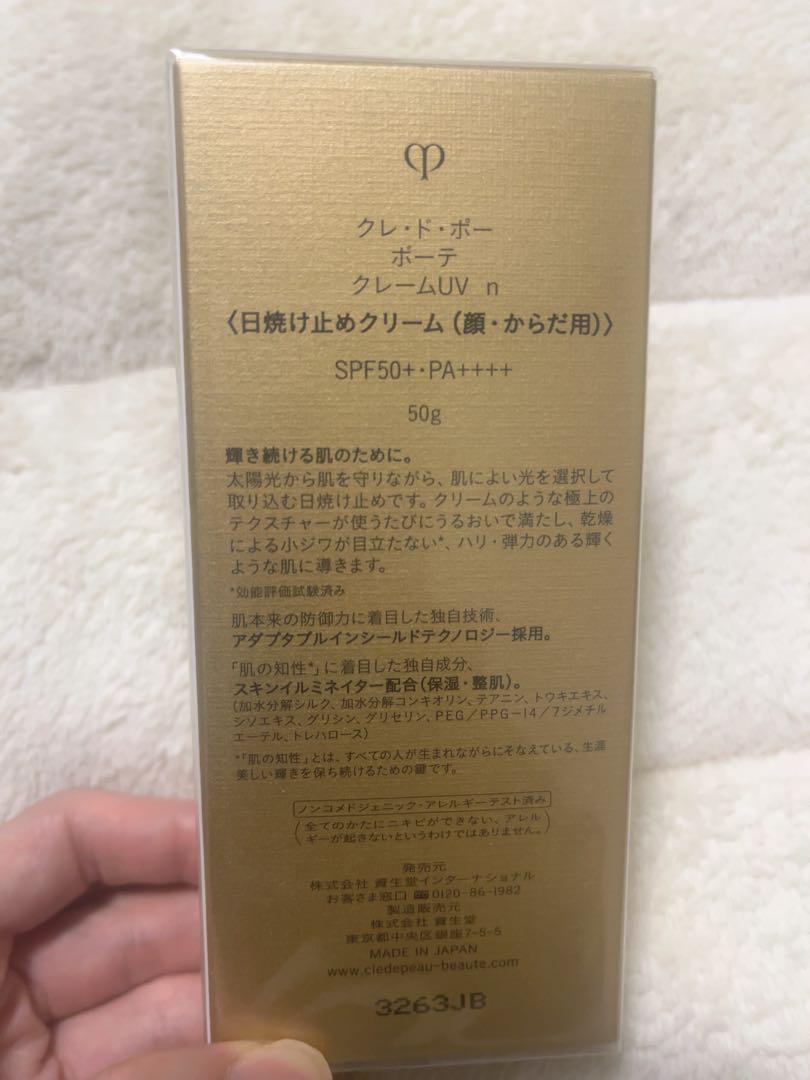 クレ・ド・ポー
ボーテ
クレームUV n
〈日焼け止めクリーム(顔・からだ用)〉
SPF50+・PA++++
50g
輝き続ける肌のために。
太陽光から肌を守りながら、肌によい光を選択して
取り込む日焼け止めです。クリームのような極上の
テクスチャーが使うたびにうるおいで満たし、乾燥
による小ジワが目立たない*、ハリ・弾力のある輝く
ような肌に導きます。
*効能評価試験済み
肌本来の防御力に着目した独自技術、
アダプタブルインシールドテクノロジー採用。
「肌の知性*」に着目した独自成分、
スキンイルミネイター配合(保湿・整肌)。
(加水分解シルク、加水分解コンキオリン、テアニン、トウキエキス、
シソエキス、グリシン、グリセリン、PEG/PPG-14/7ジメチル
エーテル、トレハロース)
*「肌の知性」とは、すべての人が生まれながらにそなえている、生涯
美しい輝きを保ち続けるための鍵です。
ノンコメドジェニック・アレルギーテスト済み
(全てのかたにニキビができない、アレル
ギーが起きないというわけではありません。)
発売元
株式会社 資生堂インターナショナル
お客さま窓口 0120-86-1982
製造販売元
株式会社 資生堂
東京都中央区銀座7-5-5
MADE IN JAPAN
www.cledepeau-beaute.com
3263JB